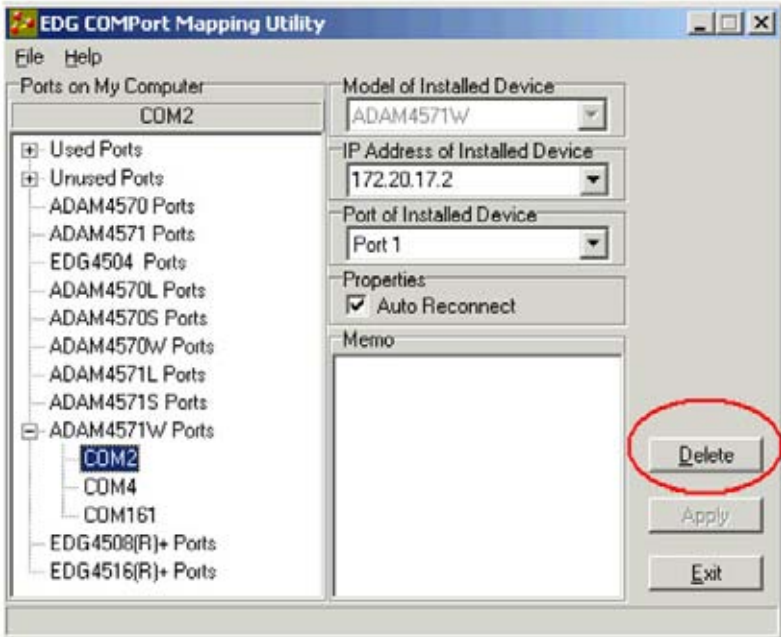 EDG COMPort Mapping Utility
File Help
Ports on My Computer
COM2
Used Ports
Unused Ports
ADAM4570 Ports
ADAM4571 Ports
EDG4504 Ports
ADAM4570L Ports
ADAM4570S Ports
ADAM4570W Ports
ADAM4571L Ports
ADAM4571S Ports
ADAM4571W Ports
COM2
COM4
COM161
EDG4508(R)+ Ports
EDG4516(R)+ Ports
Model of Installed Device
ADAM4571W
IP Address of Installed Device
172.20.17.2
Port of Installed Device
Port 1
Properties
Auto Reconnect
Memo
Delete
Apply
Exit